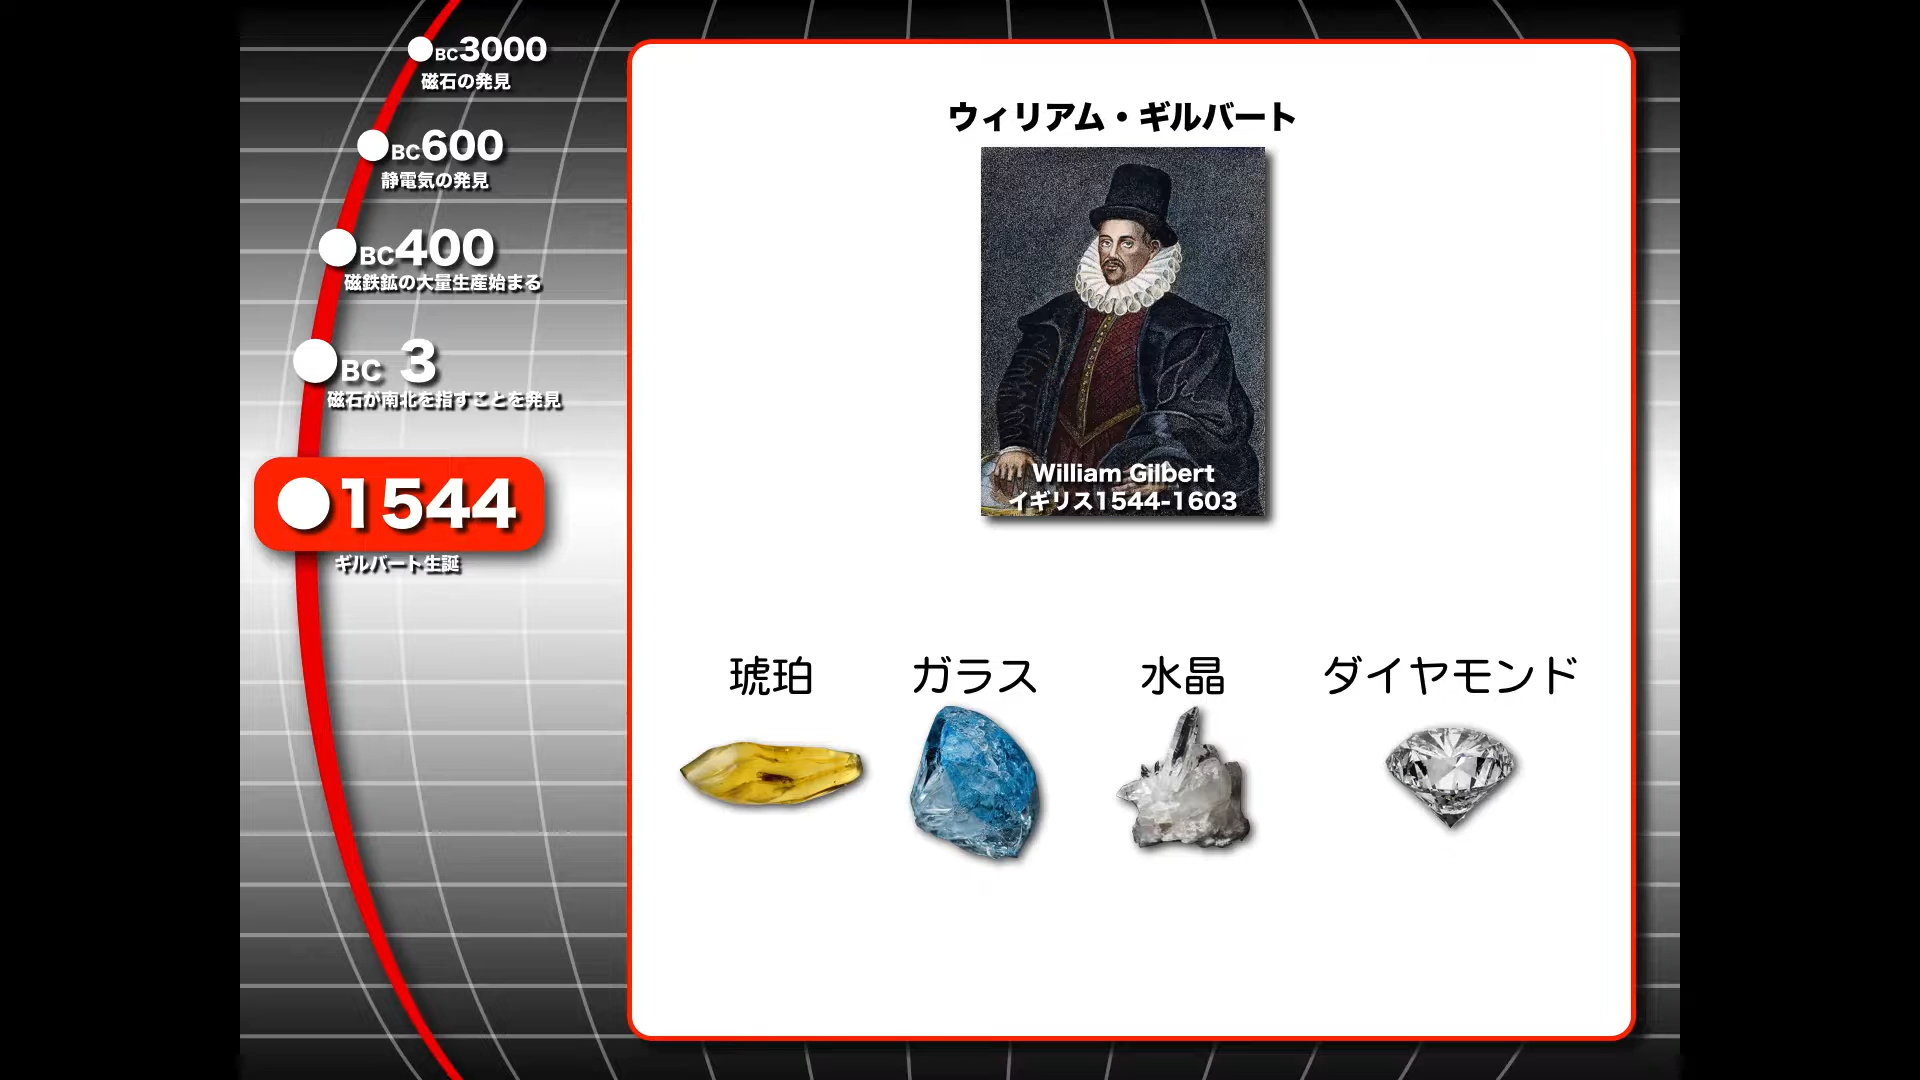 BC3000
磁石の発見
BC600
静電気の発見
BC400
磁鉄鉱の大量生産始まる
BC 3
磁石が南北を指すことを発見
1544
ギルバート生誕
ウィリアム・ギルバート
William Gilbert
イギリス1544-1603
琥珀
ガラス
水晶
ダイヤモンド